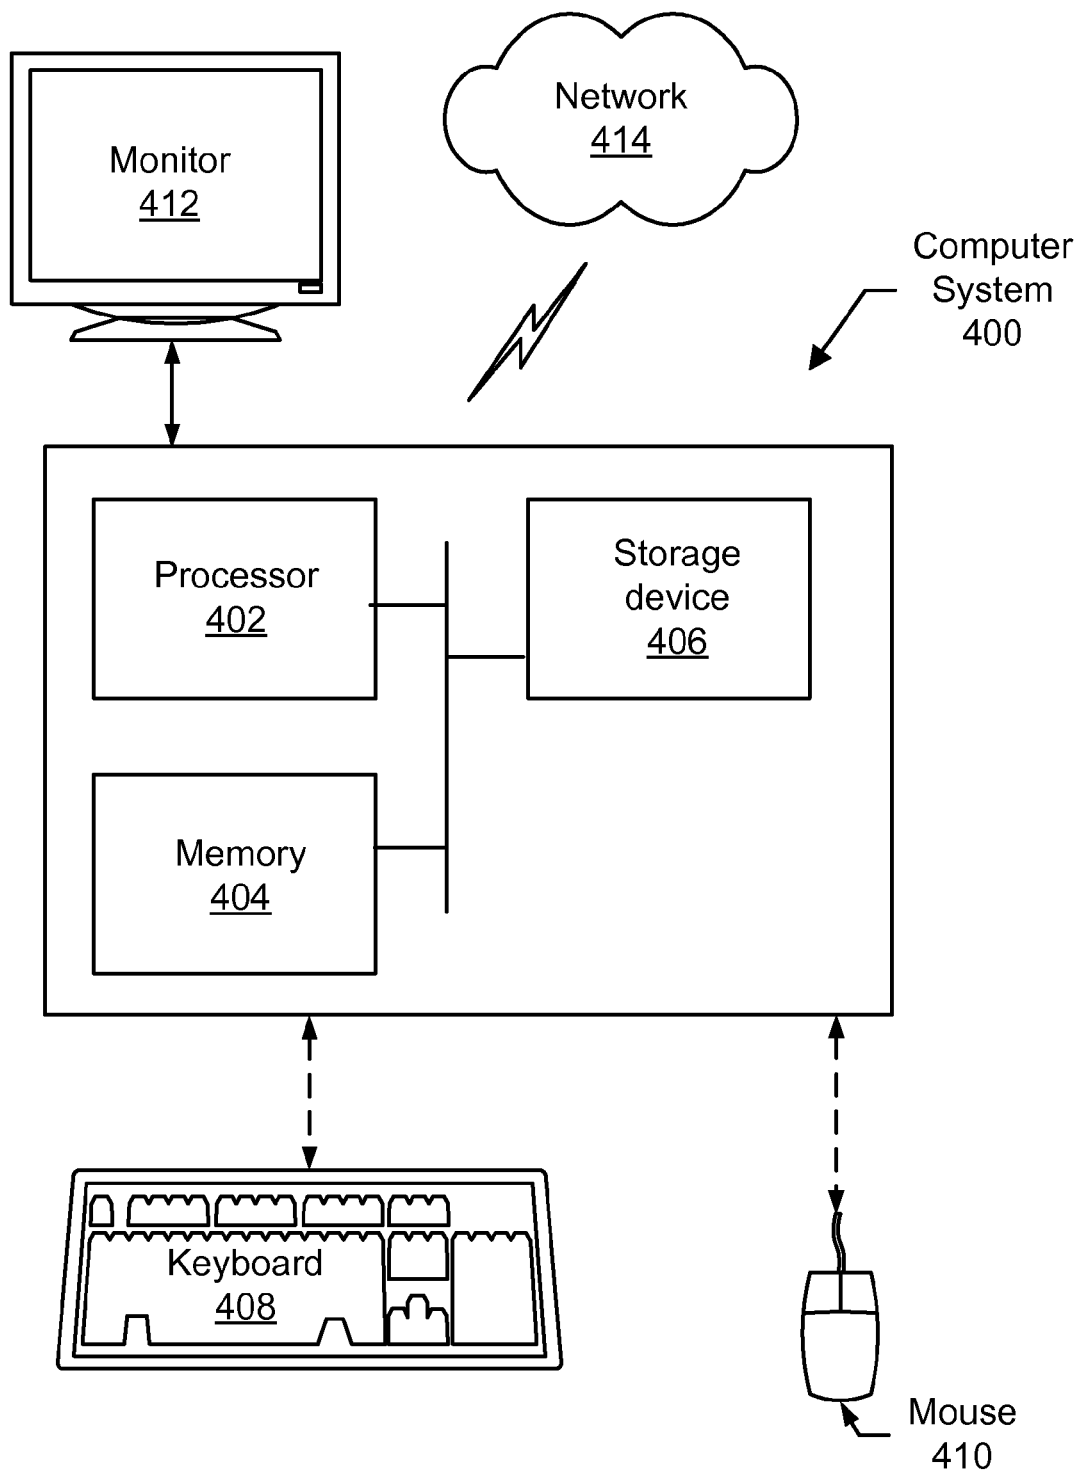 Network
414
Monitor
412
Computer
System
400
Processor
402
Storage
device
406
Memory
404
Keyboard
408
Mouse
410